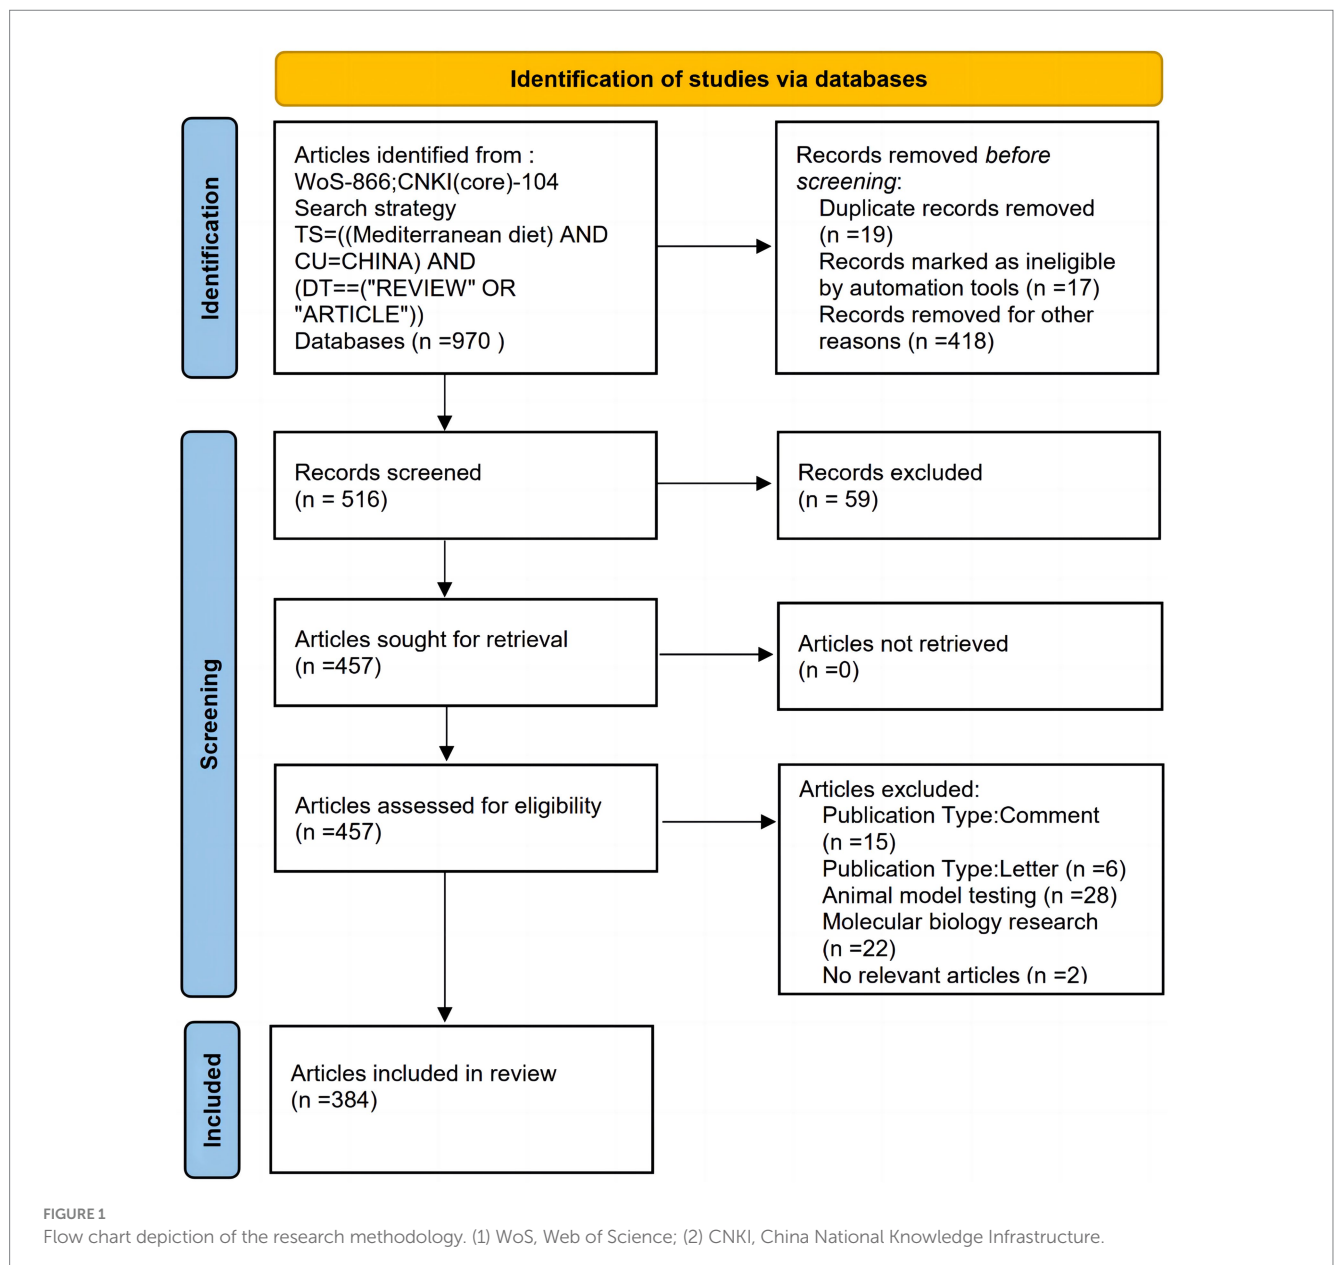 Identification of studies via databases
Identification
Articles identified from :
WoS-866;CNKI(core)-104
Search strategy
TS=((Mediterranean diet) AND
CU=CHINA) AND
(DT==("REVIEW" OR
"ARTICLE"))
Databases (n =970 )
Records removed before
screening:
Duplicate records removed
(n =19)
Records marked as ineligible
by automation tools (n =17)
Records removed for other
reasons (n =418)
Screening
Records screened
(n = 516)
Records excluded
(n = 59)
Articles sought for retrieval
(n =457)
Articles not retrieved
(n =0)
Articles assessed for eligibility
(n =457)
Articles excluded:
Publication Type:Comment
(n =15)
Publication Type:Letter (n =6)
Animal model testing (n =28)
Molecular biology research
(n =22)
No relevant articles (n =2)
Included
Articles included in review
(n =384)
FIGURE 1
Flow chart depiction of the research methodology. (1) WoS, Web of Science; (2) CNKI, China National Knowledge Infrastructure.